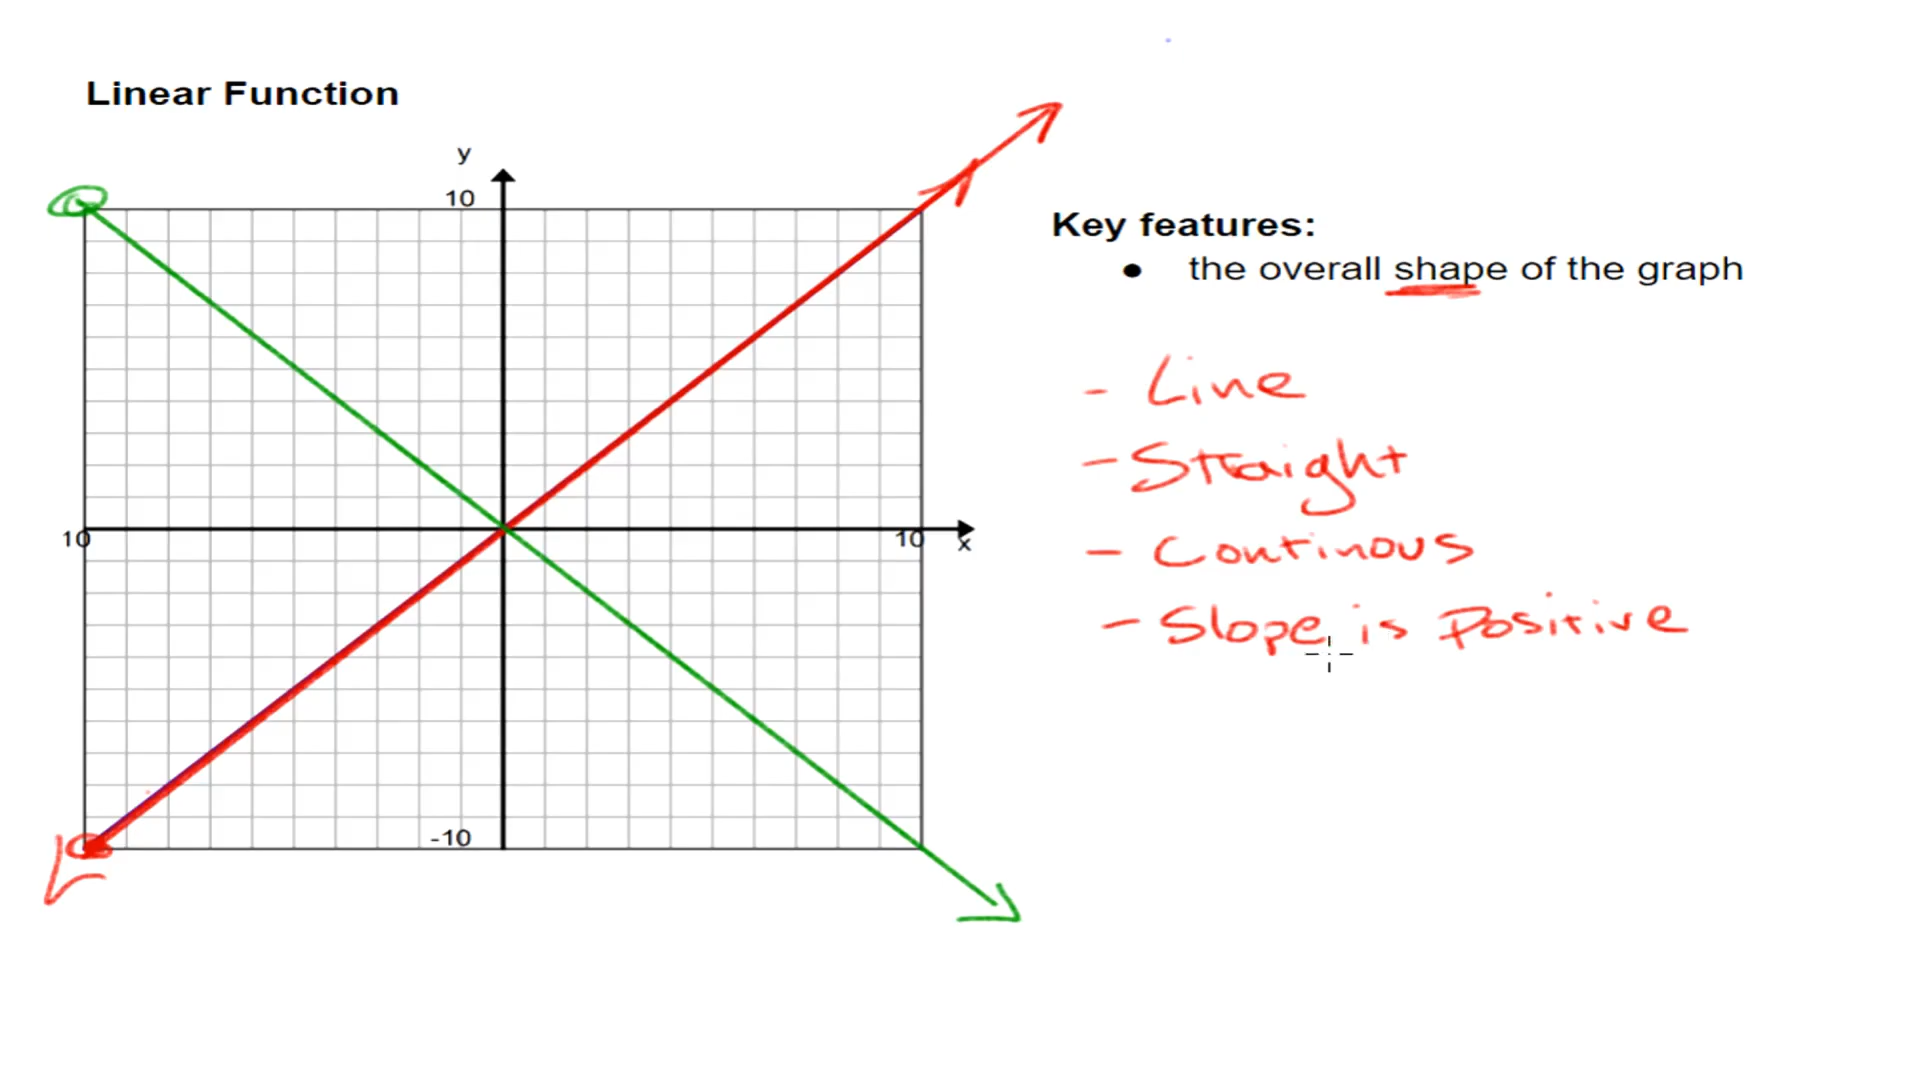 Linear Function
y
10
10
10
x
-10
Key features:
● the overall shape of the graph
- Line
- Straight
- Continous
- Slope is Positive